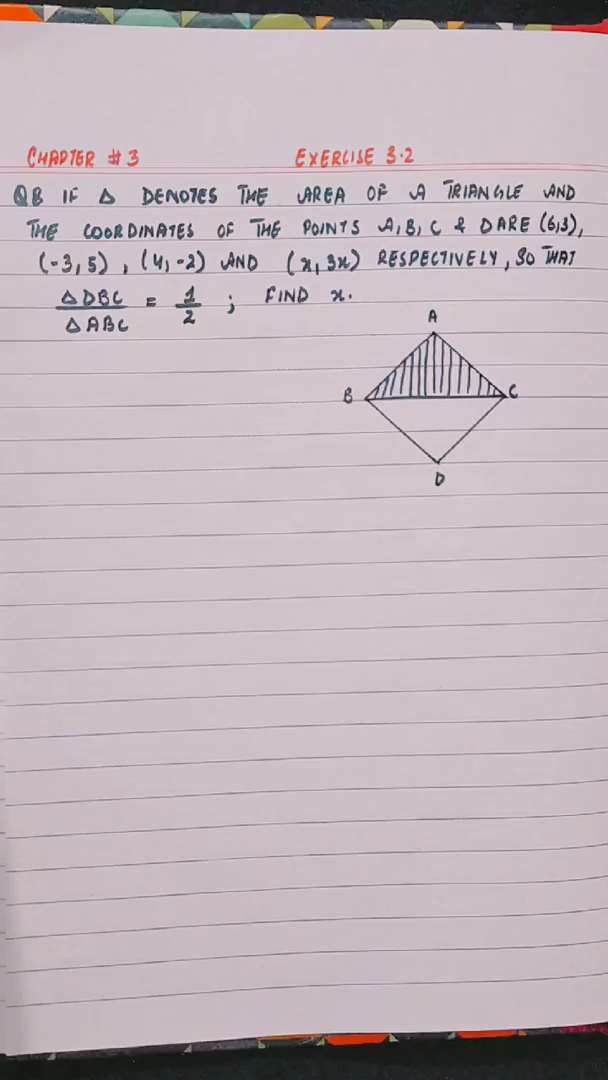 CHAPTER # 3 EXERCISE 3.2
Q8 IF Δ DENOTES THE AREA OF A TRIANGLE AND
THE COORDINATES OF THE POINTS A, B, C & D ARE (6,3),
(-3,5), (4,-2) AND (x, 3x) RESPECTIVELY, SO THAT
ΔDBC / ΔABC = 1/2 ; FIND x.
A
B C
D